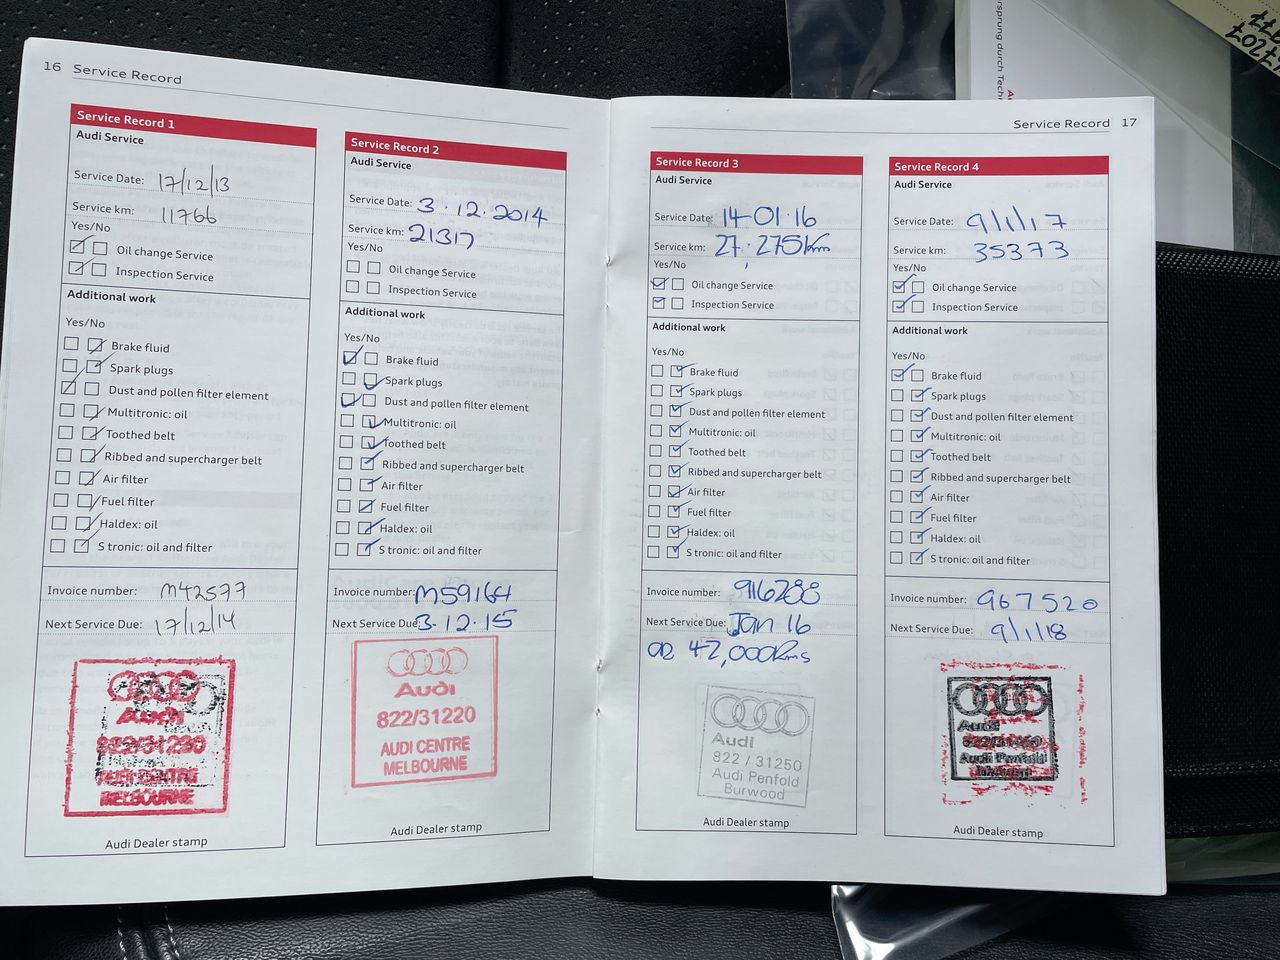 16 Service Record
Service Record 1
Audi Service
Service Date: 17/12/13
Service km: 11766
Yes/No
Oil change Service
Inspection Service
Additional work
Yes/No
Brake fluid
Spark plugs
Dust and pollen filter element
Multitronic: oil
Toothed belt
Ribbed and supercharger belt
Air filter
Fuel filter
Haldex: oil
S tronic: oil and filter
Invoice number: M42577
Next Service Due: 17/12/14
Audi
822/31220
AUDI CENTRE
MELBOURNE
Audi Dealer stamp
Service Record 2
Audi Service
Service Date: 3.12.2014
Service km: 21317
Yes/No
Oil change Service
Inspection Service
Additional work
Yes/No
Brake fluid
Spark plugs
Dust and pollen filter element
Multitronic: oil
Toothed belt
Ribbed and supercharger belt
Air filter
Fuel filter
Haldex: oil
S tronic: oil and filter
Invoice number: M59164
Next Service Due: 3.12.15
Audi
822/31220
AUDI CENTRE
MELBOURNE
Audi Dealer stamp
Service Record 17
Service Record 3
Audi Service
Service Date: 14-01-16
Service km: 27,275km
Yes/No
Oil change Service
Inspection Service
Additional work
Yes/No
Brake fluid
Spark plugs
Dust and pollen filter element
Multitronic: oil
Toothed belt
Ribbed and supercharger belt
Air filter
Fuel filter
Haldex: oil
S tronic: oil and filter
Invoice number: 916288
Next Service Due: Jan 16
OR 42,000kms
Audi
822 / 31250
Audi Penfold
Burwood
Audi Dealer stamp
Service Record 4
Audi Service
Service Date: 9/1/17
Service km: 35373
Yes/No
Oil change Service
Inspection Service
Additional work
Yes/No
Brake fluid
Spark plugs
Dust and pollen filter element
Multitronic: oil
Toothed belt
Ribbed and supercharger belt
Air filter
Fuel filter
Haldex: oil
S tronic: oil and filter
Invoice number: 967520
Next Service Due: 9/1/18
Audi
Audi Penfold
Audi Dealer stamp